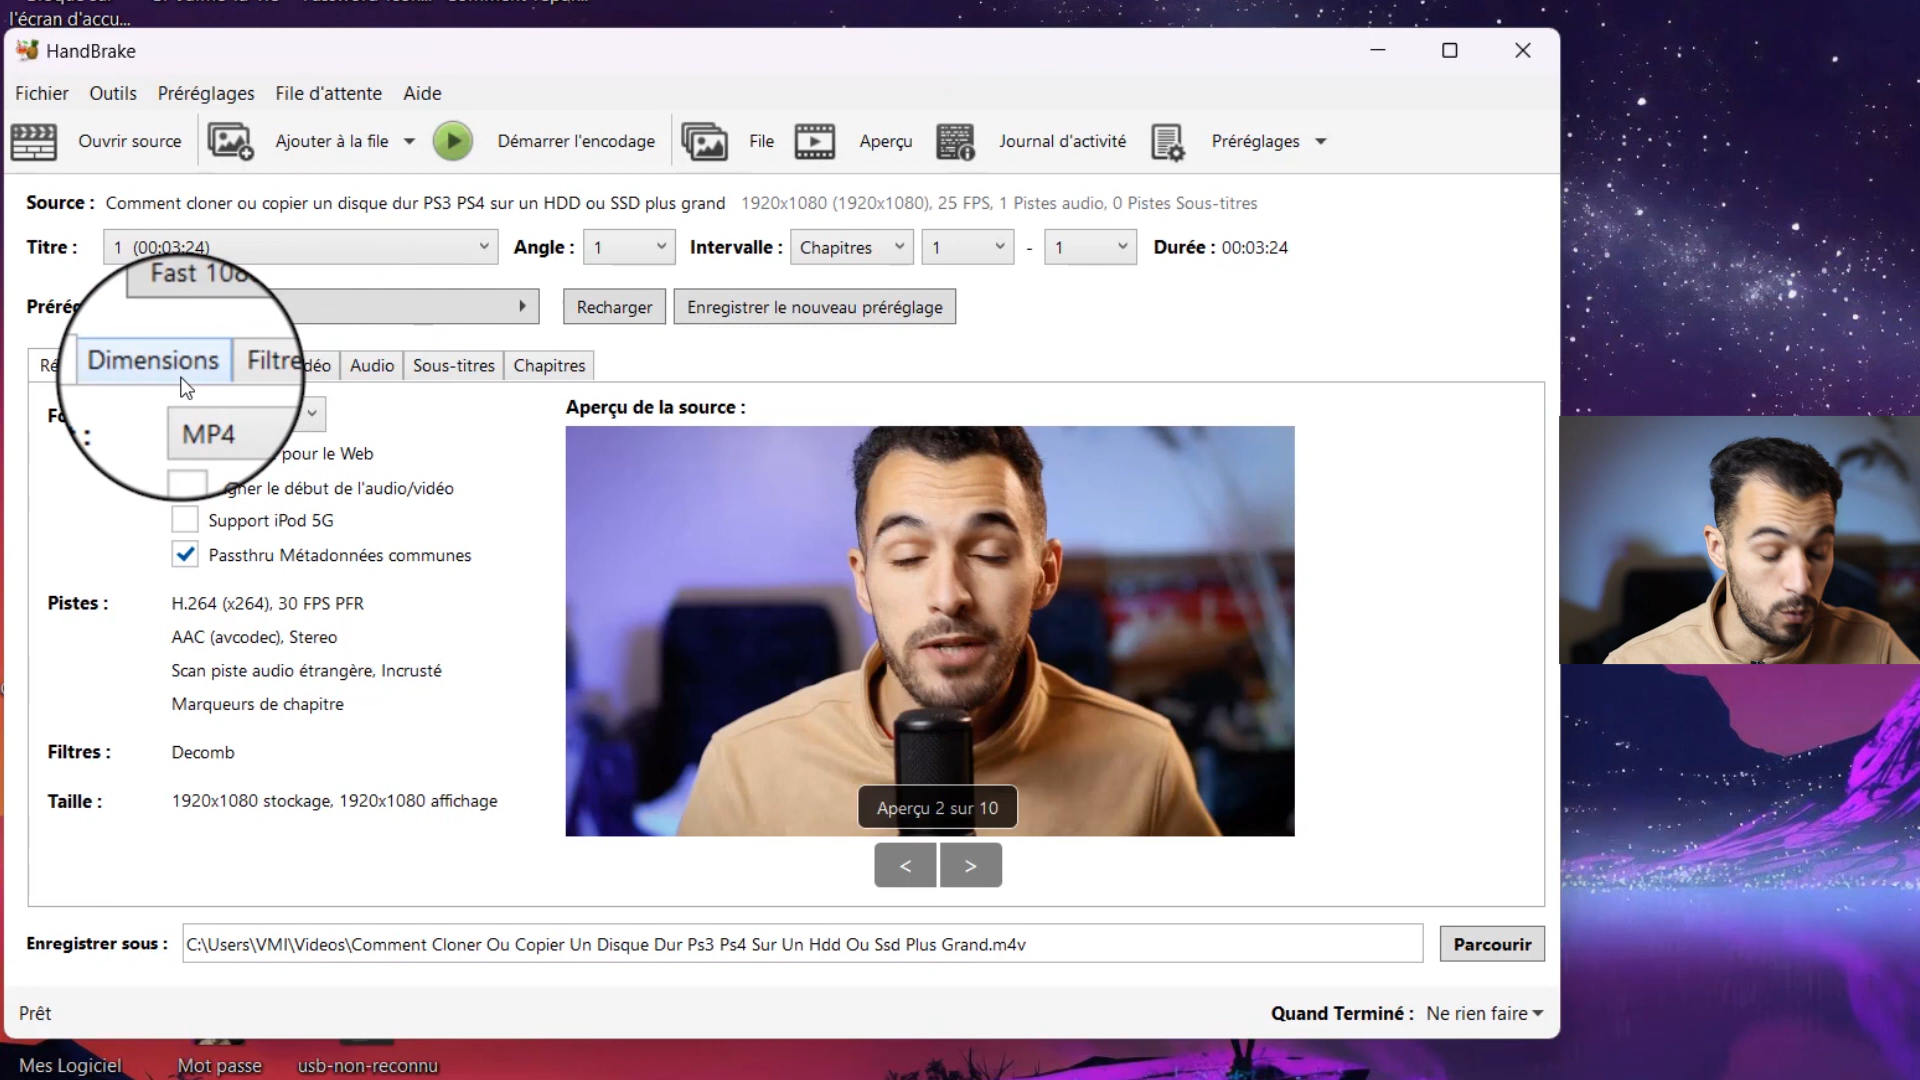 l'écran d'accu...
HandBrake
Fichier Outils Préréglages File d'attente Aide
Ouvrir source Ajouter à la file Démarrer l'encodage File Aperçu Journal d'activité Préréglages
Source : Comment cloner ou copier un disque dur PS3 PS4 sur un HDD ou SSD plus grand 1920x1080 (1920x1080), 25 FPS, 1 Pistes audio, 0 Pistes Sous-titres
Titre : 1 (00:03:24) Angle : 1 Intervalle : Chapitres 1 - 1 Durée : 00:03:24
Fast 108
Recharger Enregistrer le nouveau préréglage
Dimensions Filtre Audio Sous-titres Chapitres
Aperçu de la source :
MP4
pour le Web
le début de l'audio/vidéo
Support iPod 5G
Passthru Métadonnées communes
Pistes : H.264 (x264), 30 FPS PFR
AAC (avcodec), Stereo
Scan piste audio étrangère, Incrusté
Marqueurs de chapitre
Filtres : Decomb
Taille : 1920x1080 stockage, 1920x1080 affichage
Aperçu 2 sur 10
< >
Enregistrer sous : C:\Users\VMI\Videos\Comment Cloner Ou Copier Un Disque Dur Ps3 Ps4 Sur Un Hdd Ou Ssd Plus Grand.m4v Parcourir
Prêt Quand Terminé : Ne rien faire
Mes Logiciel Mot passe usb-non-reconnu